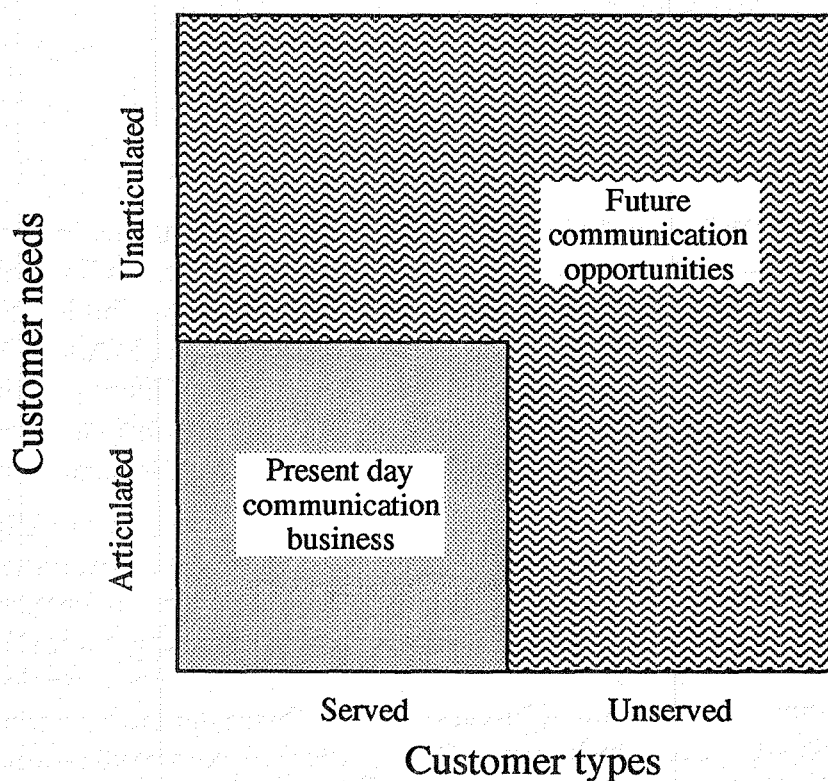 Customer needs
Unarticulated
Articulated
Future
communication
opportunities
Present day
communication
business
Served
Unserved
Customer types